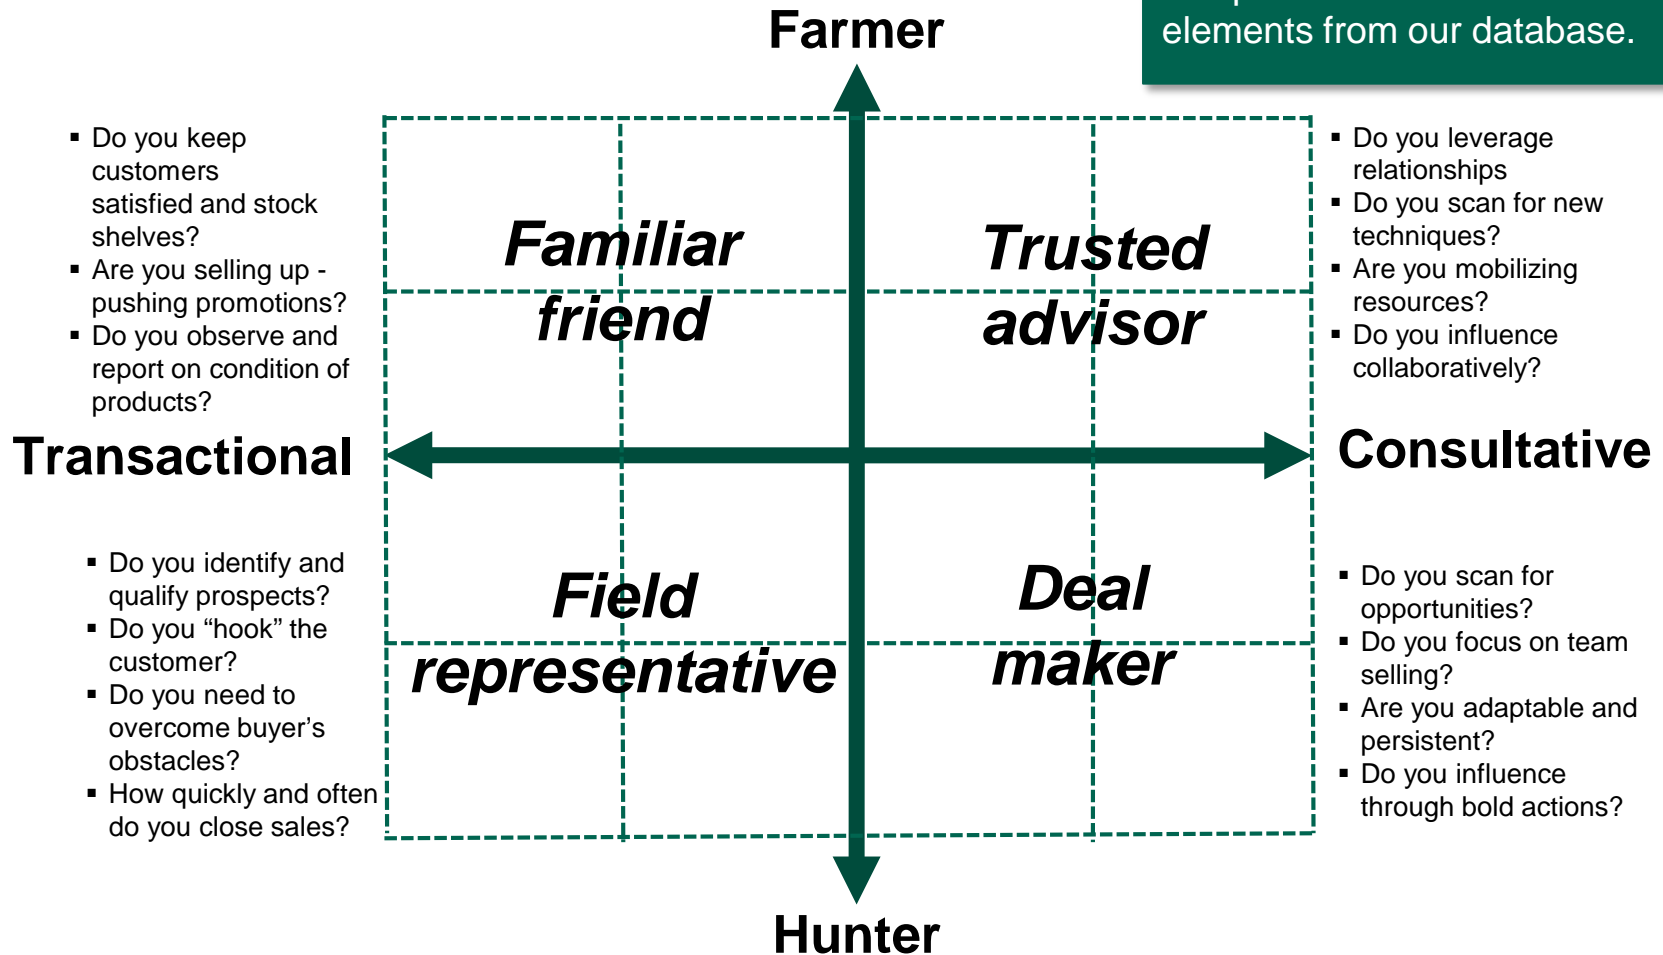 elements from our database.
Farmer
▪ Do you keep
customers
satisfied and stock
shelves?
▪ Are you selling up -
pushing promotions?
▪ Do you observe and
report on condition of
products?
Familiar
friend
Trusted
advisor
▪ Do you leverage
relationships
▪ Do you scan for new
techniques?
▪ Are you mobilizing
resources?
▪ Do you influence
collaboratively?
Transactional
Consultative
▪ Do you identify and
qualify prospects?
▪ Do you “hook” the
customer?
▪ Do you need to
overcome buyer’s
obstacles?
▪ How quickly and often
do you close sales?
Field
representative
Deal
maker
▪ Do you scan for
opportunities?
▪ Do you focus on team
selling?
▪ Are you adaptable and
persistent?
▪ Do you influence
through bold actions?
Hunter